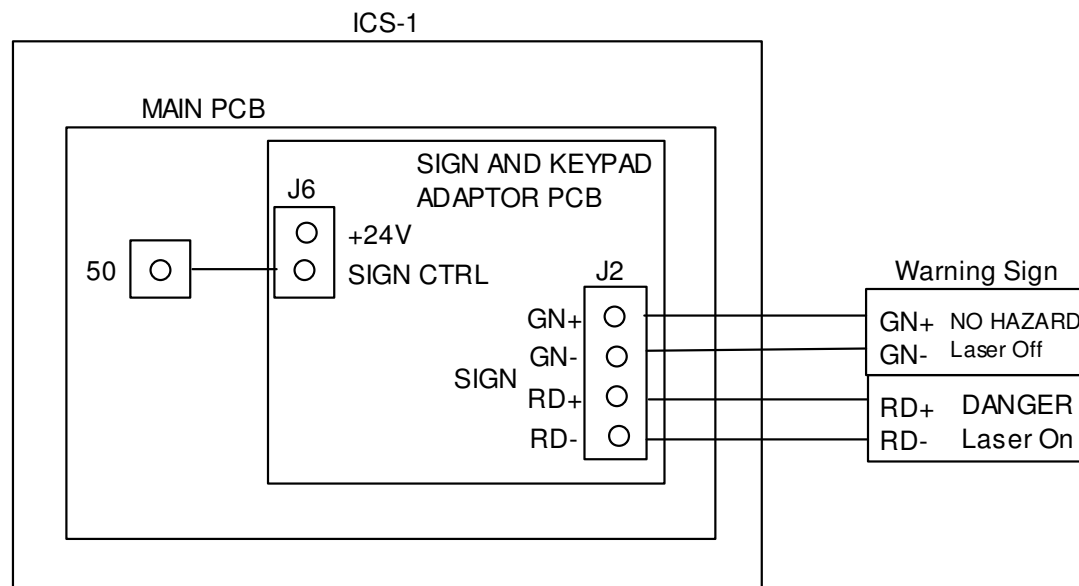 ICS-1
MAIN PCB
SIGN AND KEYPAD
ADAPTOR PCB
J6
+24V
50
SIGN CTRL
J2
SIGN
GN+
GN-
RD+
RD-
Warning Sign
GN+ NO HAZARD
GN- Laser Off
RD+ DANGER
RD- Laser On